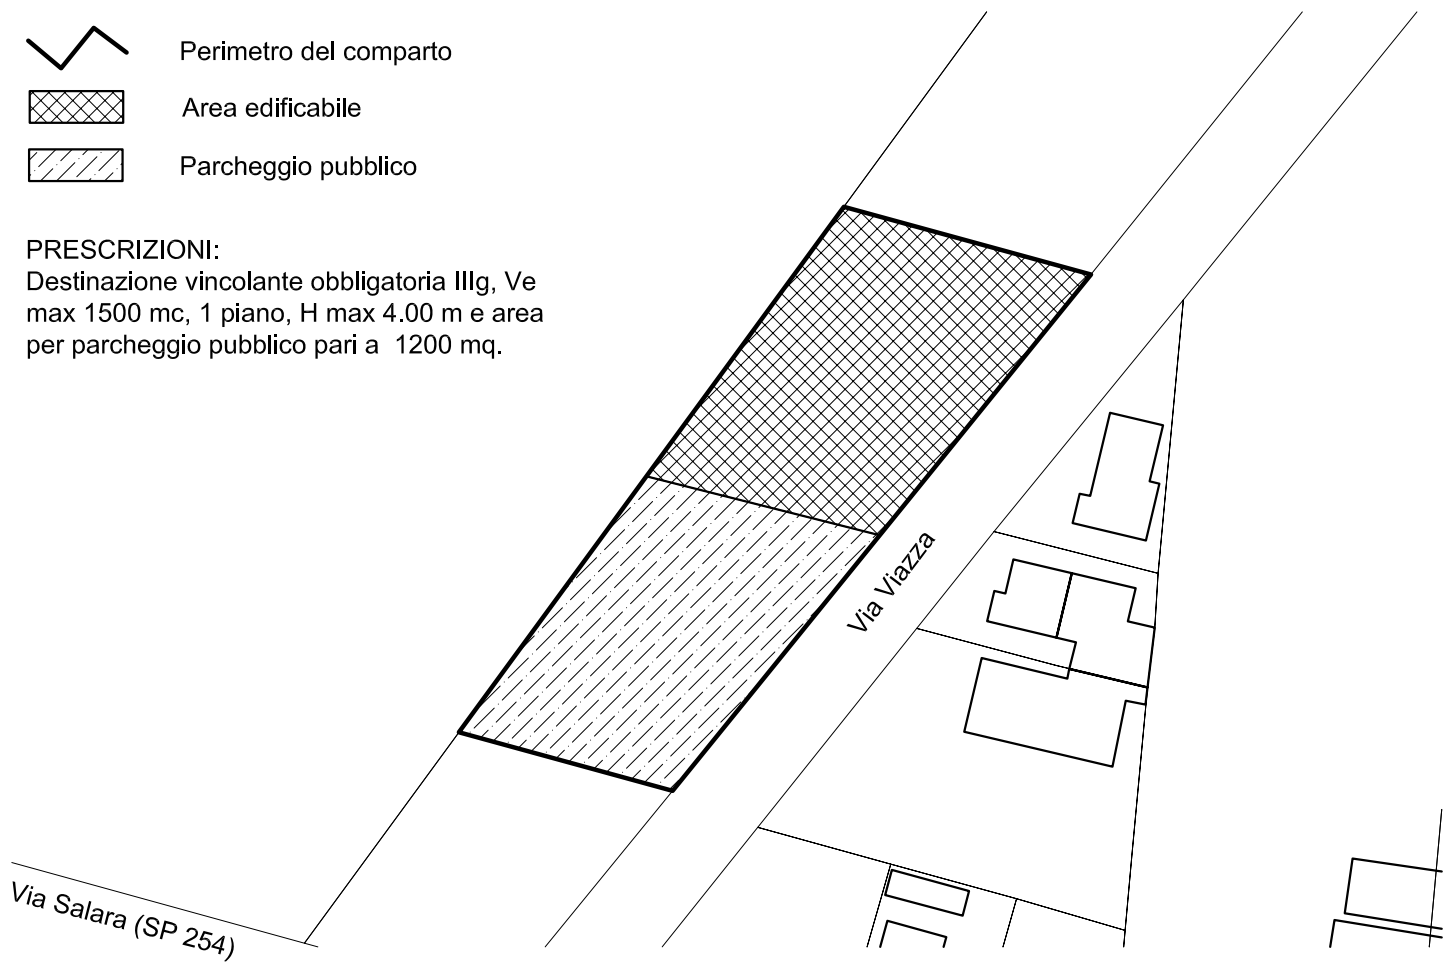 Perimetro del comparto
Area edificabile
Parcheggio pubblico
PRESCRIZIONI:
Destinazione vincolante obbligatoria IIIg, Ve
max 1500 mc, 1 piano, H max 4.00 m e area
per parcheggio pubblico pari a  1200 mq.
Via Viazza
Via Salara (SP 254)